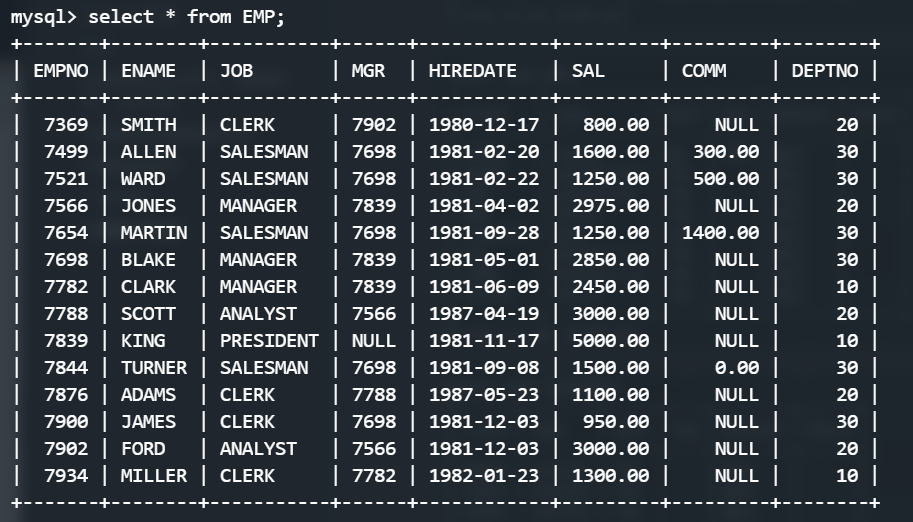 mysql> select * from EMP;
+-------+--------+-----------+------+------------+---------+---------+--------+
| EMPNO | ENAME  | JOB       | MGR  | HIREDATE   | SAL     | COMM    | DEPTNO |
+-------+--------+-----------+------+------------+---------+---------+--------+
|  7369 | SMITH  | CLERK     | 7902 | 1980-12-17 |  800.00 |    NULL |     20 |
|  7499 | ALLEN  | SALESMAN  | 7698 | 1981-02-20 | 1600.00 |  300.00 |     30 |
|  7521 | WARD   | SALESMAN  | 7698 | 1981-02-22 | 1250.00 |  500.00 |     30 |
|  7566 | JONES  | MANAGER   | 7839 | 1981-04-02 | 2975.00 |    NULL |     20 |
|  7654 | MARTIN | SALESMAN  | 7698 | 1981-09-28 | 1250.00 | 1400.00 |     30 |
|  7698 | BLAKE  | MANAGER   | 7839 | 1981-05-01 | 2850.00 |    NULL |     30 |
|  7782 | CLARK  | MANAGER   | 7839 | 1981-06-09 | 2450.00 |    NULL |     10 |
|  7788 | SCOTT  | ANALYST   | 7566 | 1987-04-19 | 3000.00 |    NULL |     20 |
|  7839 | KING   | PRESIDENT | NULL | 1981-11-17 | 5000.00 |    NULL |     10 |
|  7844 | TURNER | SALESMAN  | 7698 | 1981-09-08 | 1500.00 |    0.00 |     30 |
|  7876 | ADAMS  | CLERK     | 7788 | 1987-05-23 | 1100.00 |    NULL |     20 |
|  7900 | JAMES  | CLERK     | 7698 | 1981-12-03 |  950.00 |    NULL |     30 |
|  7902 | FORD   | ANALYST   | 7566 | 1981-12-03 | 3000.00 |    NULL |     20 |
|  7934 | MILLER | CLERK     | 7782 | 1982-01-23 | 1300.00 |    NULL |     10 |
+-------+--------+-----------+------+------------+---------+---------+--------+